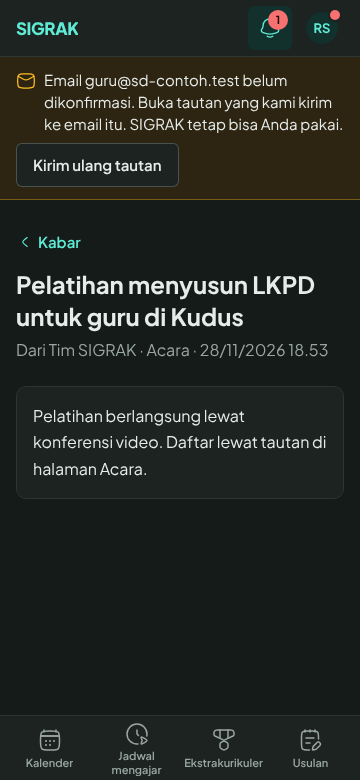 SIGRAK
1
RS
Email guru@sd-contoh.test belum
dikonfirmasi. Buka tautan yang kami kirim
ke email itu. SIGRAK tetap bisa Anda pakai.
Kirim ulang tautan
Kabar
Pelatihan menyusun LKPD
untuk guru di Kudus
Dari Tim SIGRAK · Acara · 28/11/2026 18.53
Pelatihan berlangsung lewat
konferensi video. Daftar lewat tautan di
halaman Acara.
Kalender
Jadwal
mengajar
Ekstrakurikuler
Usulan